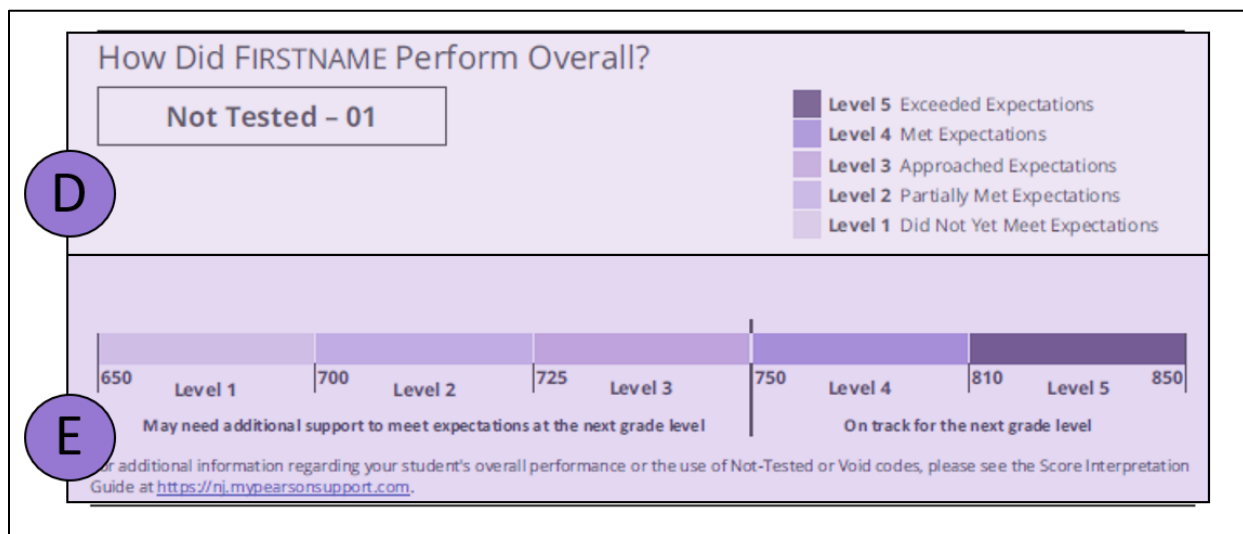 How Did FIRSTNAME Perform Overall?
Not Tested – 01
Level 5 Exceeded Expectations
Level 4 Met Expectations
Level 3 Approached Expectations
Level 2 Partially Met Expectations
Level 1 Did Not Yet Meet Expectations
D
650 Level 1 700 Level 2 725 Level 3 750 Level 4 810 Level 5 850
May need additional support to meet expectations at the next grade level On track for the next grade level
E
additional information regarding your student's overall performance or the use of Not-Tested or Void codes, please see the Score Interpretation
Guide at https://nj.mypearsonsupport.com.